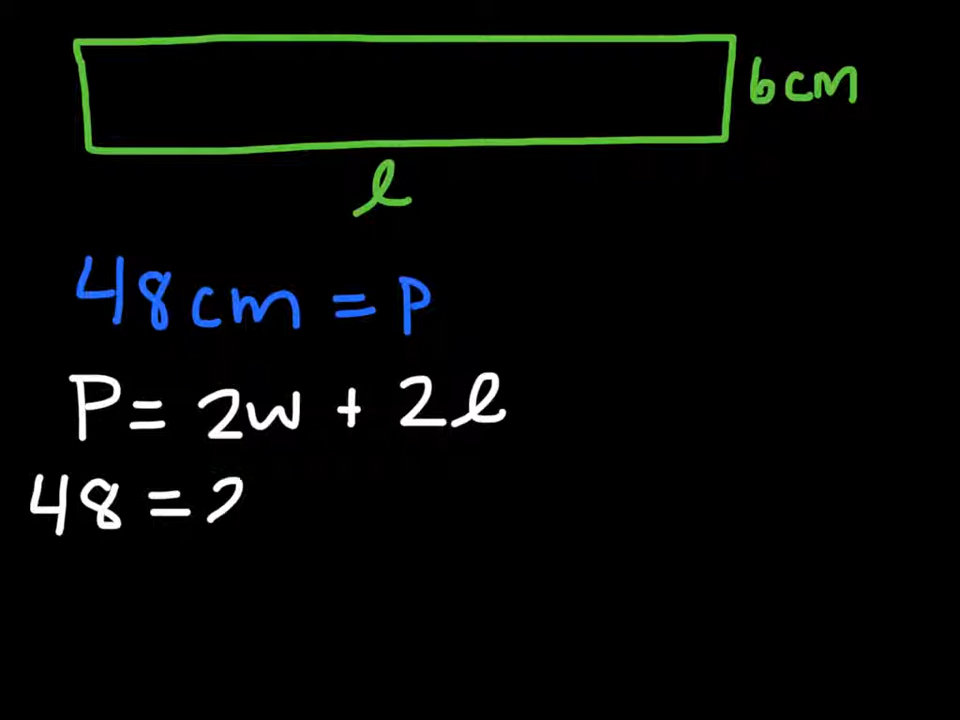 6cm
l
48cm = P
P = 2w + 2l
48 = 2